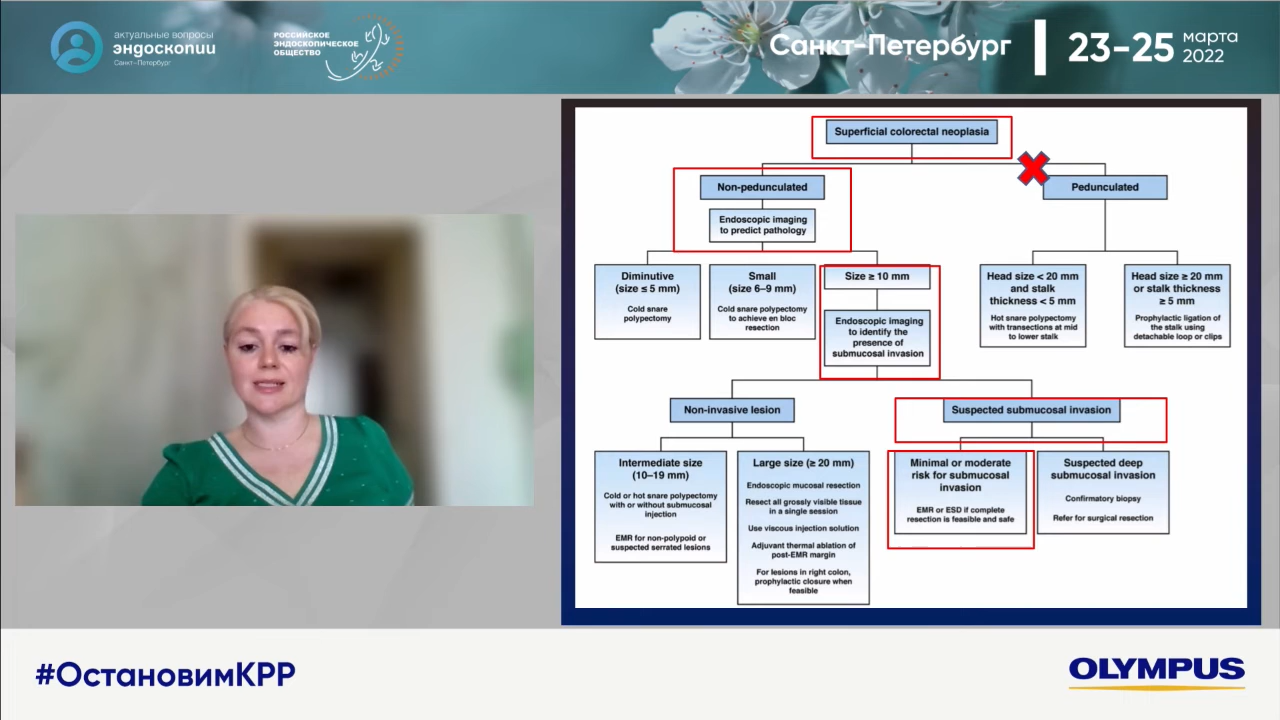 актуальные вопросы
эндоскопии
Санкт-Петербург
РОССИЙСКОЕ
ЭНДОСКОПИЧЕСКОЕ
ОБЩЕСТВО
Санкт-Петербург
23-25 марта
2022
Superficial colorectal neoplasia
Non-pedunculated
Pedunculated
Endoscopic imaging
to predict pathology
Diminutive
(size ≤ 5 mm)
Cold snare
polypectomy
Small
(size 6–9 mm)
Cold snare polypectomy
to achieve en bloc
resection
Size ≥ 10 mm
Endoscopic imaging
to identify the
presence of
submucosal invasion
Head size < 20 mm
and stalk
thickness < 5 mm
Hot snare polypectomy
with transections at mid
to lower stalk
Head size ≥ 20 mm
or stalk thickness
≥ 5 mm
Prophylactic ligation of
the stalk using
detachable loop or clips
Non-invasive lesion
Suspected submucosal invasion
Intermediate size
(10–19 mm)
Cold or hot snare polypectomy
with or without submucosal
injection
EMR for non-polypoid or
suspected serrated lesions
Large size (≥ 20 mm)
Endoscopic mucosal resection
Resect all grossly visible tissue
in a single session
Use viscous injection solution
Adjuvant thermal ablation of
post-EMR margin
For lesions in right colon,
prophylactic closure when
feasible
Minimal or moderate
risk for submucosal
invasion
EMR or ESD if complete
resection is feasible and safe
Suspected deep
submucosal invasion
Confirmatory biopsy
Refer for surgical resection
#ОстановимКРР
OLYMPUS